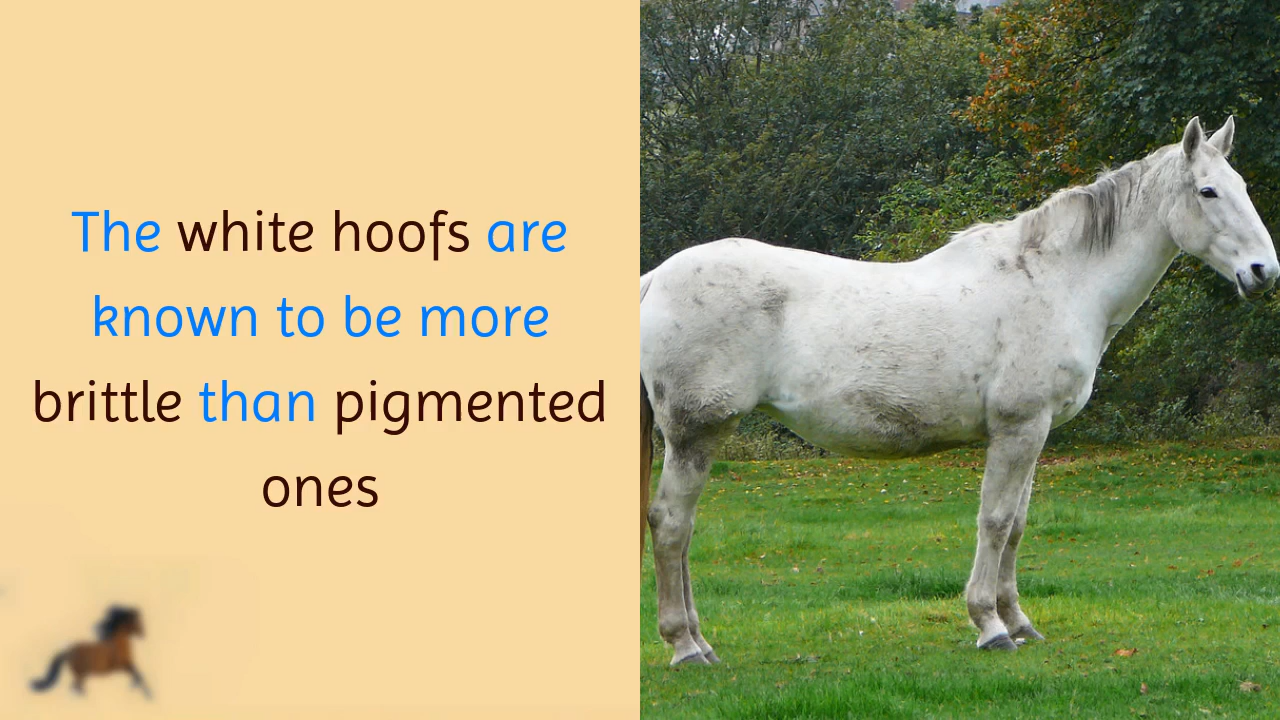 The white hoofs are
known to be more
brittle than pigmented
ones